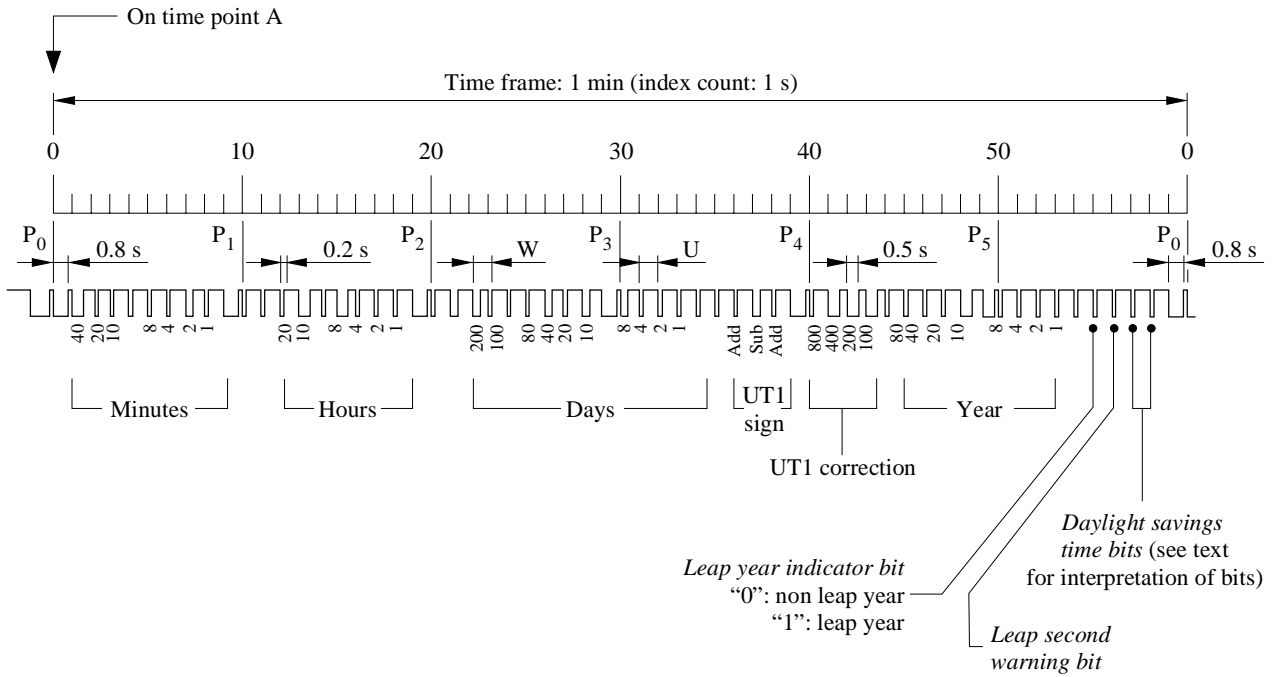 On time point A
Time frame: 1 min (index count: 1 s)
0 10 20 30 40 50 0
P0 0.8 s P1 0.2 s P2 W P3 U P4 0.5 s P5 P0 0.8 s
40 20 10 8 4 2 1 20 10 8 4 2 1 200 100 80 40 20 10 8 4 2 1 Add Sub Add 800 400 200 100 80 40 20 10 8 4 2 1
Minutes Hours Days UT1 sign Year
UT1 correction
Daylight savings
time bits (see text
for interpretation of bits)
Leap year indicator bit
“0”: non leap year
“1”: leap year
Leap second
warning bit